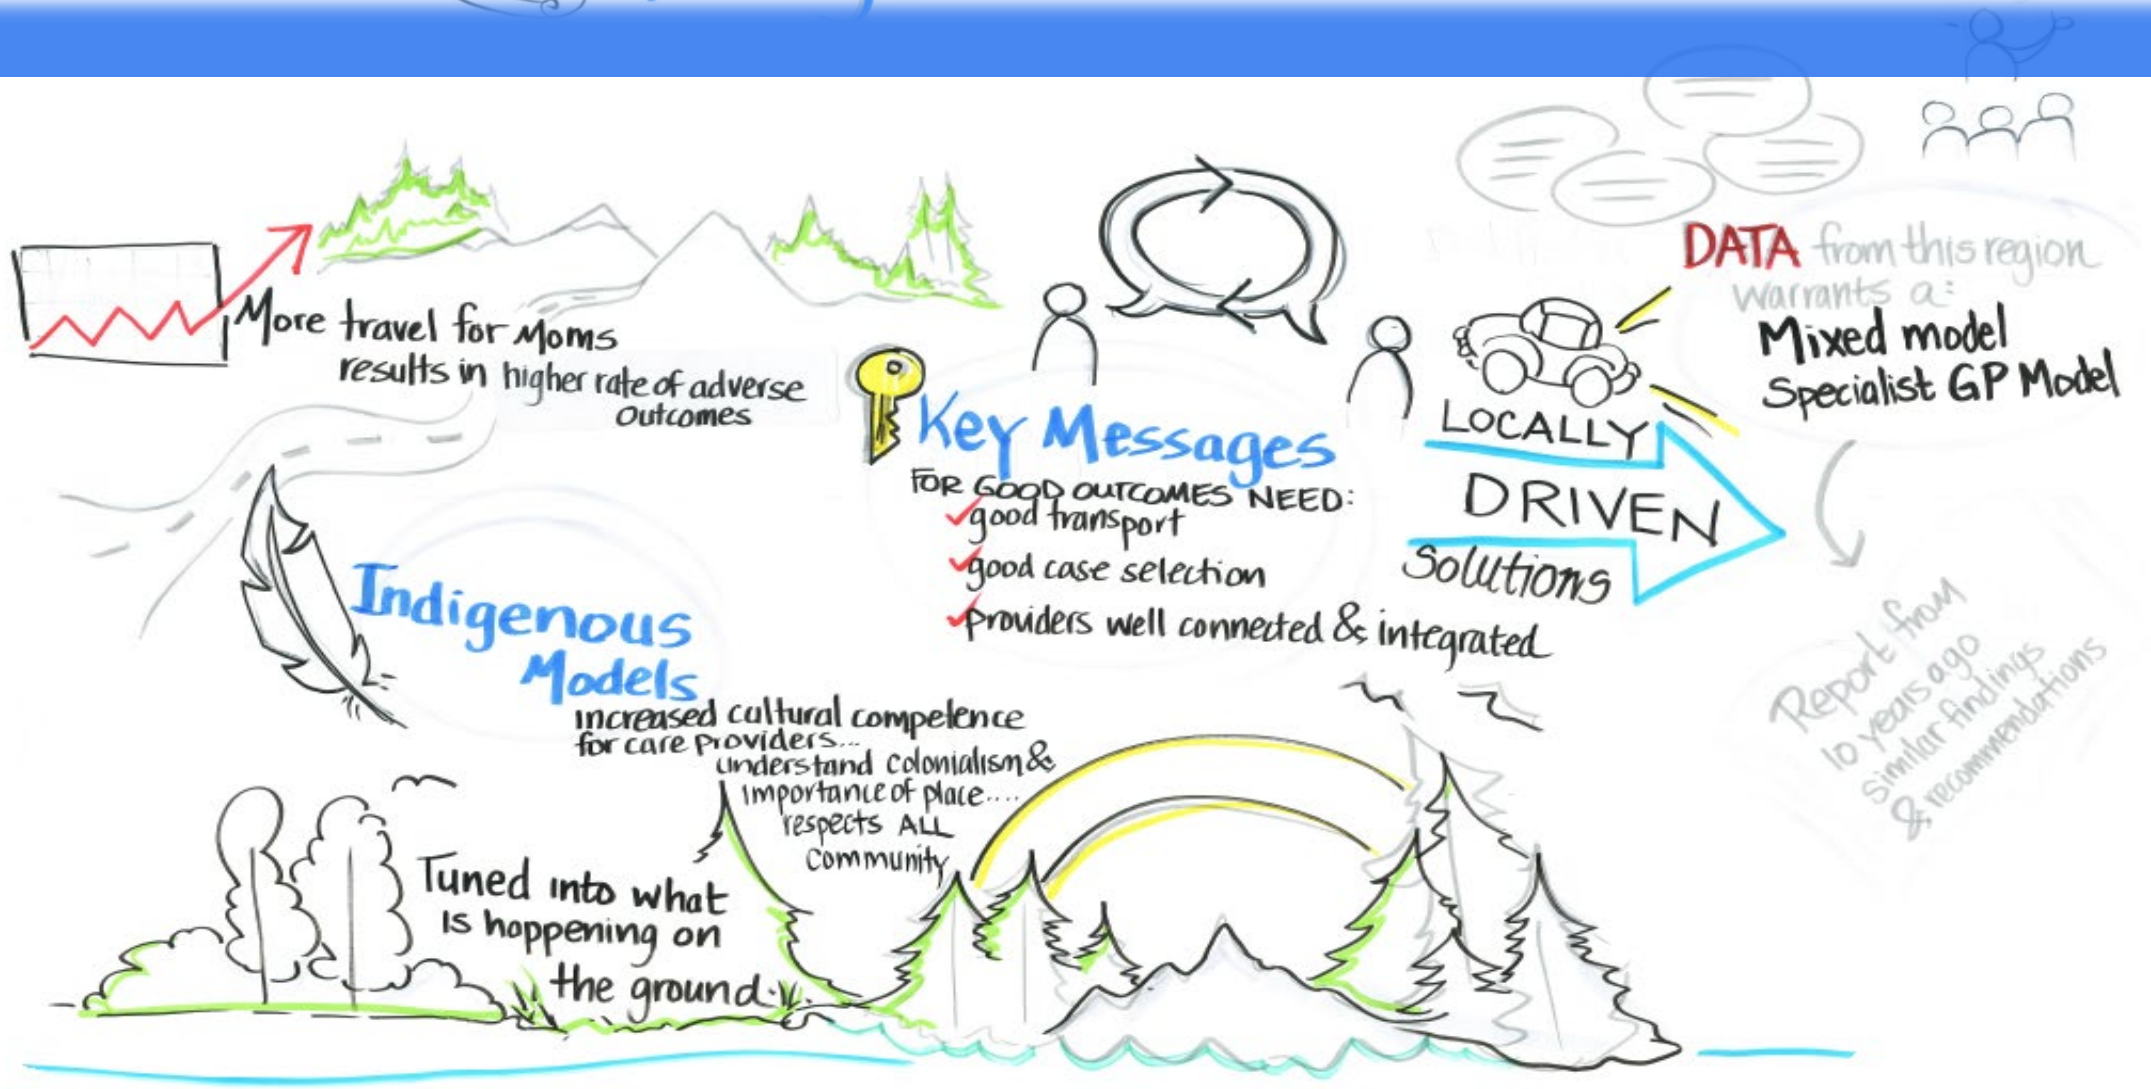 More travel for Moms
results in higher rate of adverse
outcomes
Key Messages
FOR GOOD OUTCOMES NEED:
good transport
good case selection
providers well connected & integrated
LOCALLY
DRIVEN
Solutions
DATA from this region
warrants a:
Mixed model
Specialist GP Model
Report from
10 years ago
similar findings
& recommendations
Indigenous
Models
increased cultural competence
for care providers...
understand colonialism &
importance of place....
respects ALL
community
Tuned into what
is happening on
the ground.